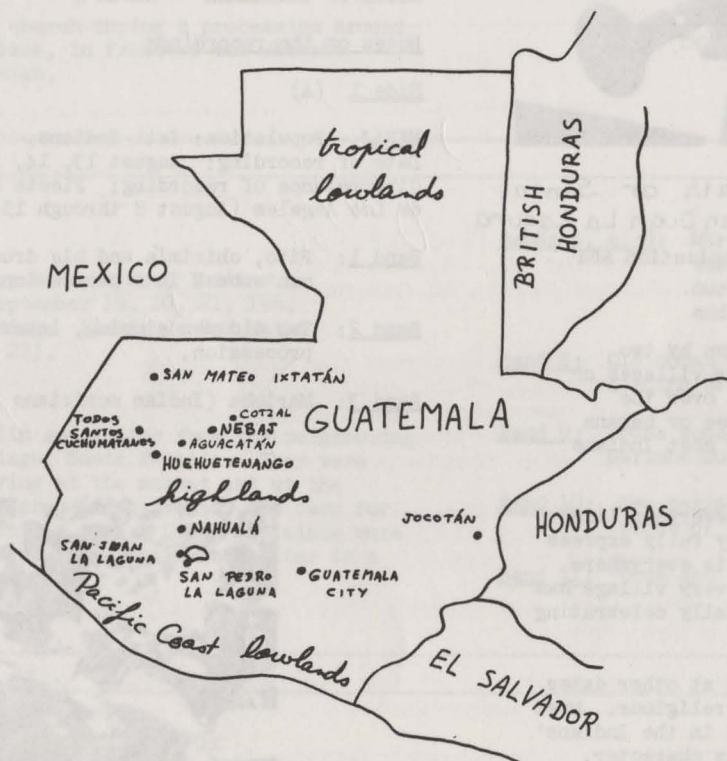 tropical
lowlands
BRITISH
HONDURAS
MEXICO
SAN MATEO IXTATÁN
TODOS
SANTOS
CUCHUMATANES
COTZAL
NEBAJ
AGUACATÁN
HUEHUETENANGO
GUATEMALA
highlands
NAHUALÁ
JOCOTÁN
HONDURAS
SAN JUAN
LA LAGUNA
SAN PEDRO
LA LAGUNA
GUATEMALA
CITY
Pacific Coast lowlands
EL SALVADOR